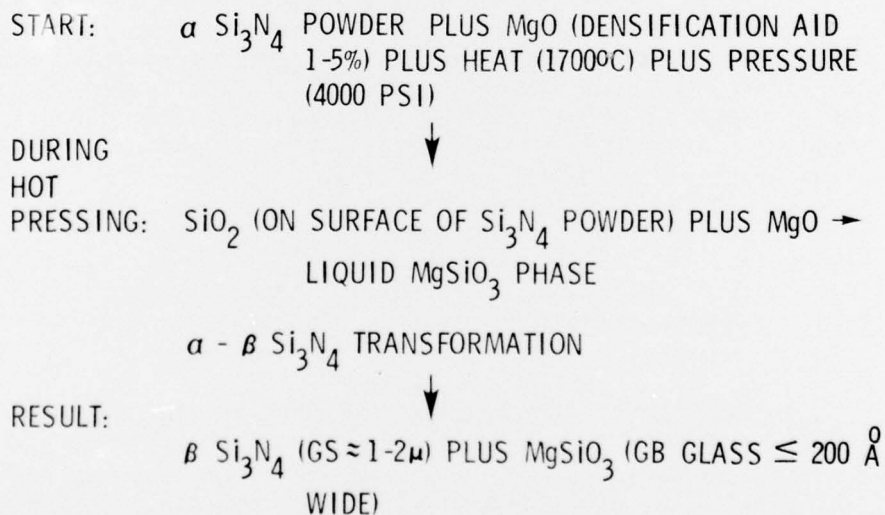 START: α Si3N4 POWDER PLUS MgO (DENSIFICATION AID
1-5%) PLUS HEAT (1700ºC) PLUS PRESSURE
(4000 PSI)
↓
DURING
HOT
PRESSING: SiO2 (ON SURFACE OF Si3N4 POWDER) PLUS MgO →
LIQUID MgSiO3 PHASE
α - β Si3N4 TRANSFORMATION
↓
RESULT:
β Si3N4 (GS ≈ 1-2μ) PLUS MgSiO3 (GB GLASS ≤ 200 Å
WIDE)